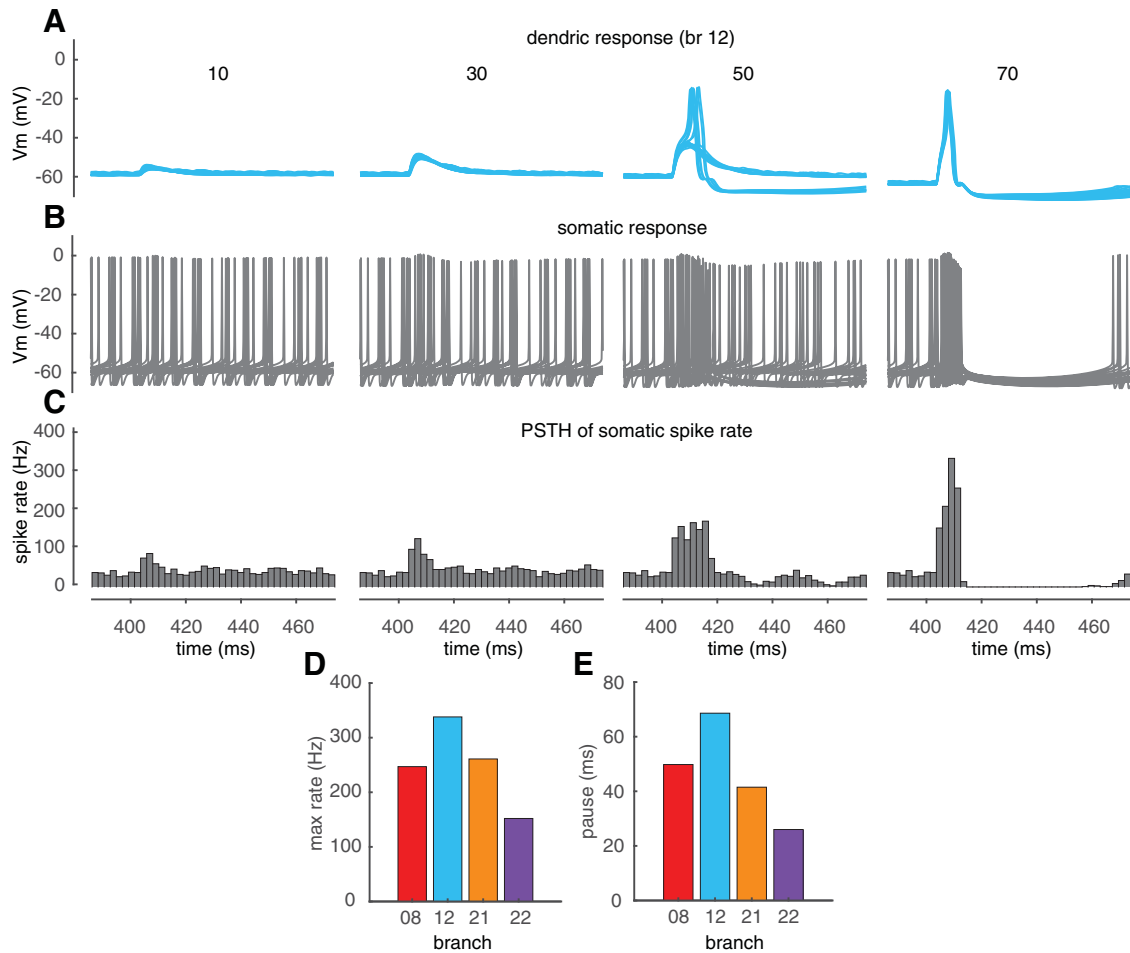 A
dendric response (br 12)
10 30 50 70
Vm (mV)
0
-20
-40
-60
B
somatic response
Vm (mV)
0
-20
-40
-60
C
PSTH of somatic spike rate
spike rate (Hz)
400
300
200
100
0
400 420 440 460 400 420 440 460 400 420 440 460 400 420 440 460
time (ms) time (ms) time (ms) time (ms)
D
max rate (Hz)
400
300
200
100
0
08 12 21 22
branch
E
pause (ms)
80
60
40
20
0
08 12 21 22
branch